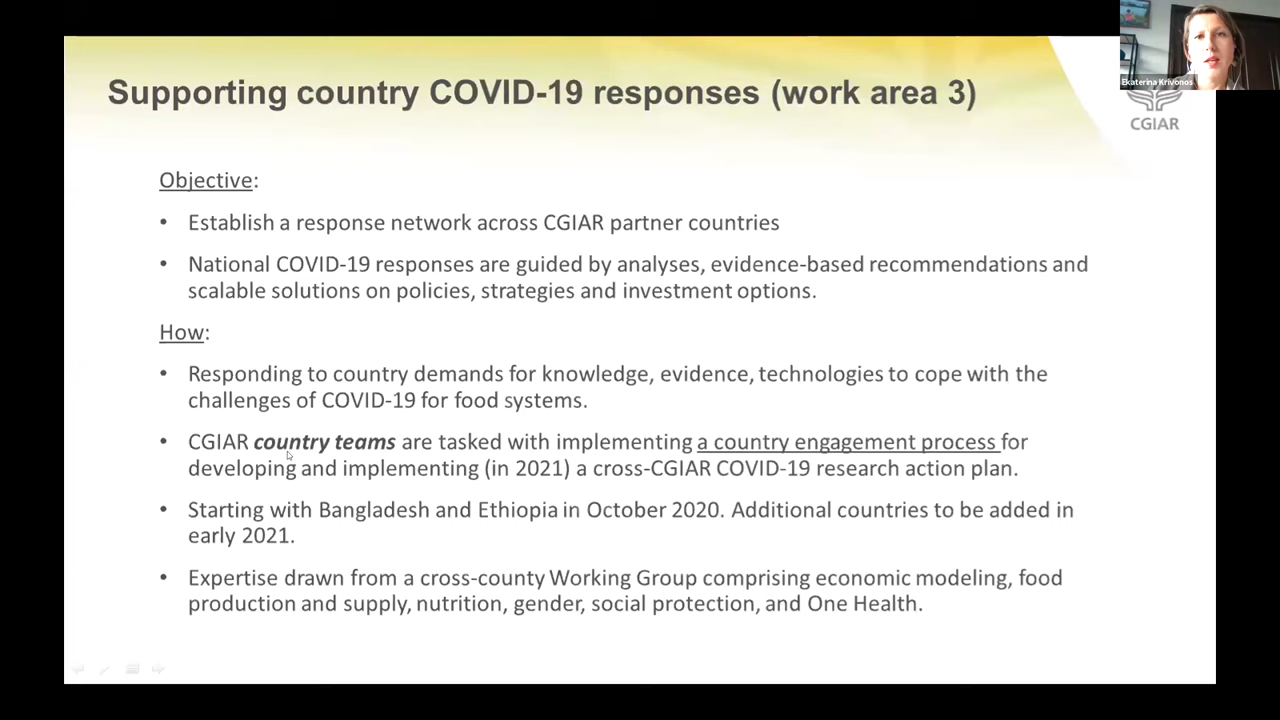 Supporting country COVID-19 responses (work area 3)
Ekaterina Krivonos
CGIAR
Objective:
• Establish a response network across CGIAR partner countries
• National COVID-19 responses are guided by analyses, evidence-based recommendations and
scalable solutions on policies, strategies and investment options.
How:
• Responding to country demands for knowledge, evidence, technologies to cope with the
challenges of COVID-19 for food systems.
• CGIAR country teams are tasked with implementing a country engagement process for
developing and implementing (in 2021) a cross-CGIAR COVID-19 research action plan.
• Starting with Bangladesh and Ethiopia in October 2020. Additional countries to be added in
early 2021.
• Expertise drawn from a cross-county Working Group comprising economic modeling, food
production and supply, nutrition, gender, social protection, and One Health.